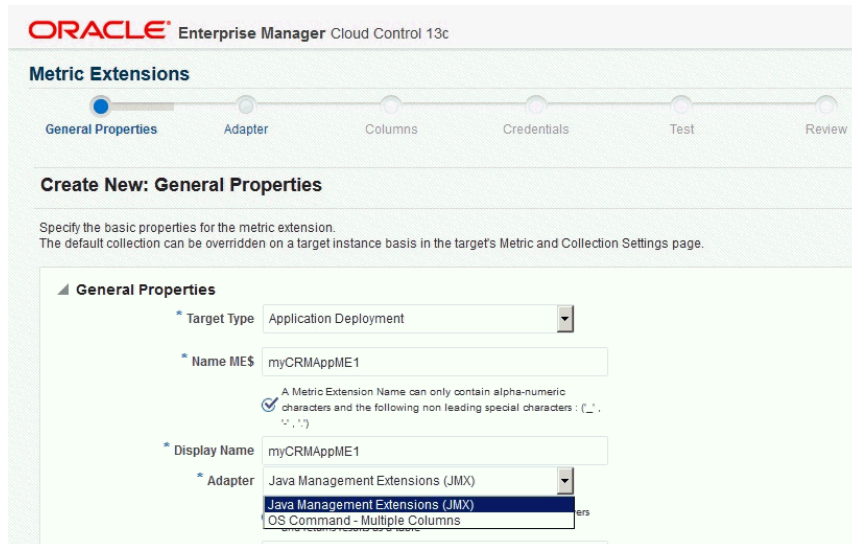 ORACLE® Enterprise Manager Cloud Control 13c
Metric Extensions
General Properties Adapter Columns Credentials Test Review
Create New: General Properties
Specify the basic properties for the metric extension.
The default collection can be overridden on a target instance basis in the target's Metric and Collection Settings page.
General Properties
* Target Type Application Deployment
* Name ME$ myCRMAppME1
A Metric Extension Name can only contain alpha-numeric
characters and the following non leading special characters : ('_' ,
'-' , '.')
* Display Name myCRMAppME1
* Adapter Java Management Extensions (JMX)
Java Management Extensions (JMX)
OS Command - Multiple Columns